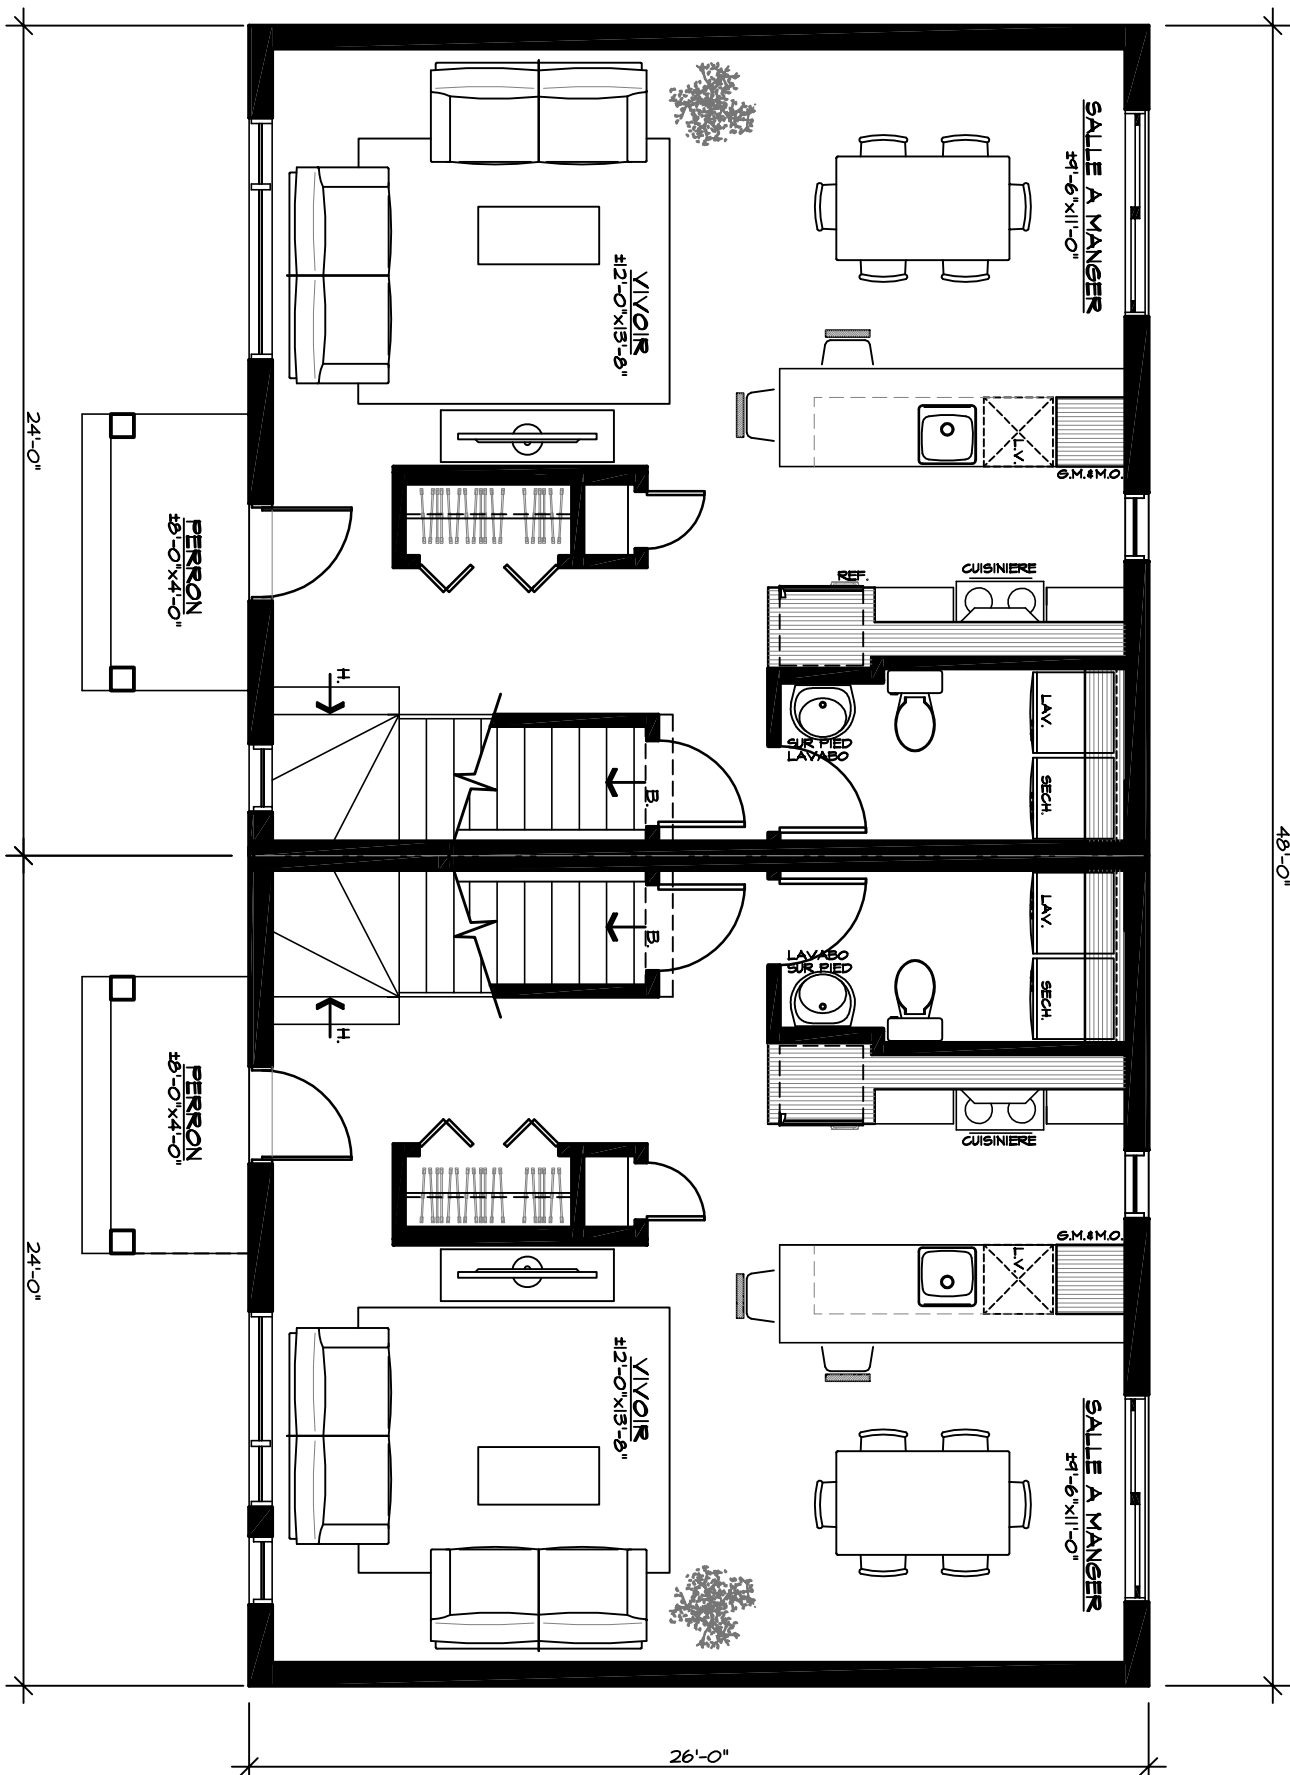 SALLE A MANGER
±9'-6"x11'-0"
VIVOIR
±12'-0"x13'-8"
24'-0"
L.V.
G.M.&M.O.
PERRON
±8'-0"x4'-0"
REF.
CUISINIERE
H.
LAV.
SUR PIED
LAVABO
SECH.
B.
48'-0"
LAV.
B.
LAVABO
SUR PIED
SECH.
H.
PERRON
±8'-0"x4'-0"
CUISINIERE
G.M.&M.O.
L.V.
24'-0"
VIVOIR
±12'-0"x13'-8"
SALLE A MANGER
±9'-6"x11'-0"
26'-0"